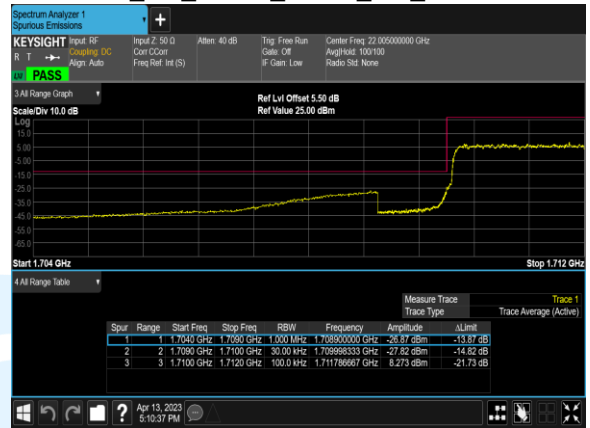 Spectrum Analyzer 1
Spurious Emissions
+
KEYSIGHT Input: RF Input Z: 50 Ω Atten: 40 dB Trig: Free Run Center Freq: 22.005000000 GHz
R T Coupling: DC Corr CCorr Gate: Off Avg|Hold: 100/100
Align: Auto Freq Ref: Int (S) IF Gain: Low Radio Std: None
LXI PASS
3 All Range Graph
Ref Lvl Offset 5.50 dB
Scale/Div 10.0 dB Ref Value 25.00 dBm
Log
15.0
5.00
-5.00
-15.0
-25.0
-35.0
-45.0
-55.0
-65.0
Start 1.704 GHz Stop 1.712 GHz
4 All Range Table
Measure Trace Trace 1
Trace Type Trace Average (Active)
Spur Range Start Freq Stop Freq RBW Frequency Amplitude ΔLimit
1 1 1.7040 GHz 1.7090 GHz 1.000 MHz 1.708900000 GHz -26.87 dBm -13.87 dB
2 2 1.7090 GHz 1.7100 GHz 30.00 kHz 1.709998333 GHz -27.82 dBm -14.82 dB
3 3 1.7100 GHz 1.7120 GHz 100.0 kHz 1.711786667 GHz 8.273 dBm -21.73 dB
? Apr 13, 2023
5:10:37 PM